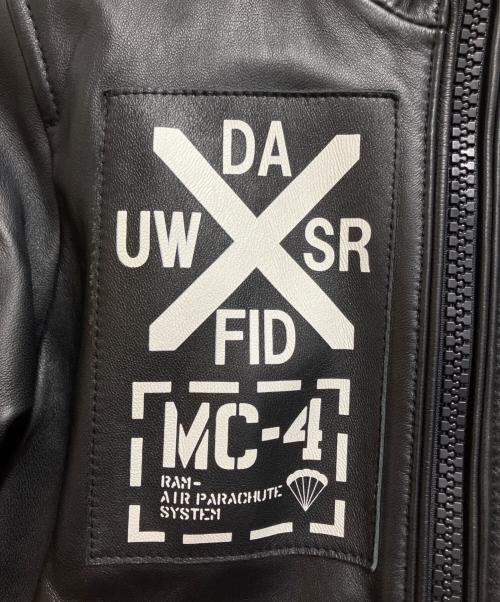 DA
UW SR
FID
MC-4
RAM-
AIR PARACHUTE
SYSTEM